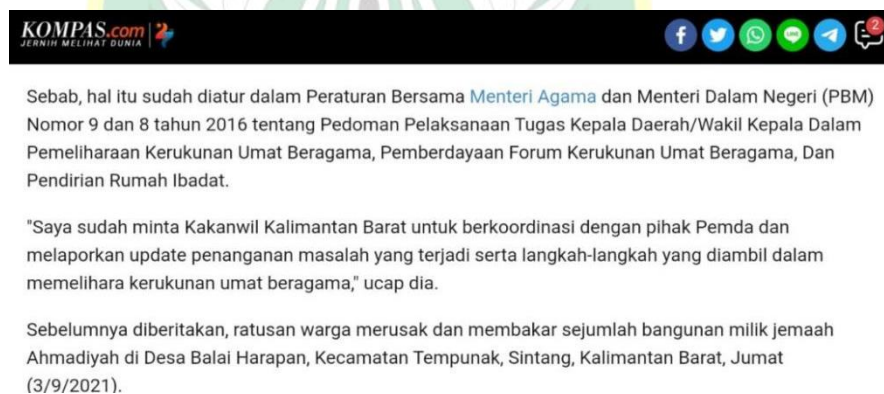 KOMPAS.com
JERNIH MELIHAT DUNIA
2
Sebab, hal itu sudah diatur dalam Peraturan Bersama Menteri Agama dan Menteri Dalam Negeri (PBM)
Nomor 9 dan 8 tahun 2016 tentang Pedoman Pelaksanaan Tugas Kepala Daerah/Wakil Kepala Dalam
Pemeliharaan Kerukunan Umat Beragama, Pemberdayaan Forum Kerukunan Umat Beragama, Dan
Pendirian Rumah Ibadat.
"Saya sudah minta Kakanwil Kalimantan Barat untuk berkoordinasi dengan pihak Pemda dan
melaporkan update penanganan masalah yang terjadi serta langkah-langkah yang diambil dalam
memelihara kerukunan umat beragama," ucap dia.
Sebelumnya diberitakan, ratusan warga merusak dan membakar sejumlah bangunan milik jemaah
Ahmadiyah di Desa Balai Harapan, Kecamatan Tempunak, Sintang, Kalimantan Barat, Jumat
(3/9/2021).